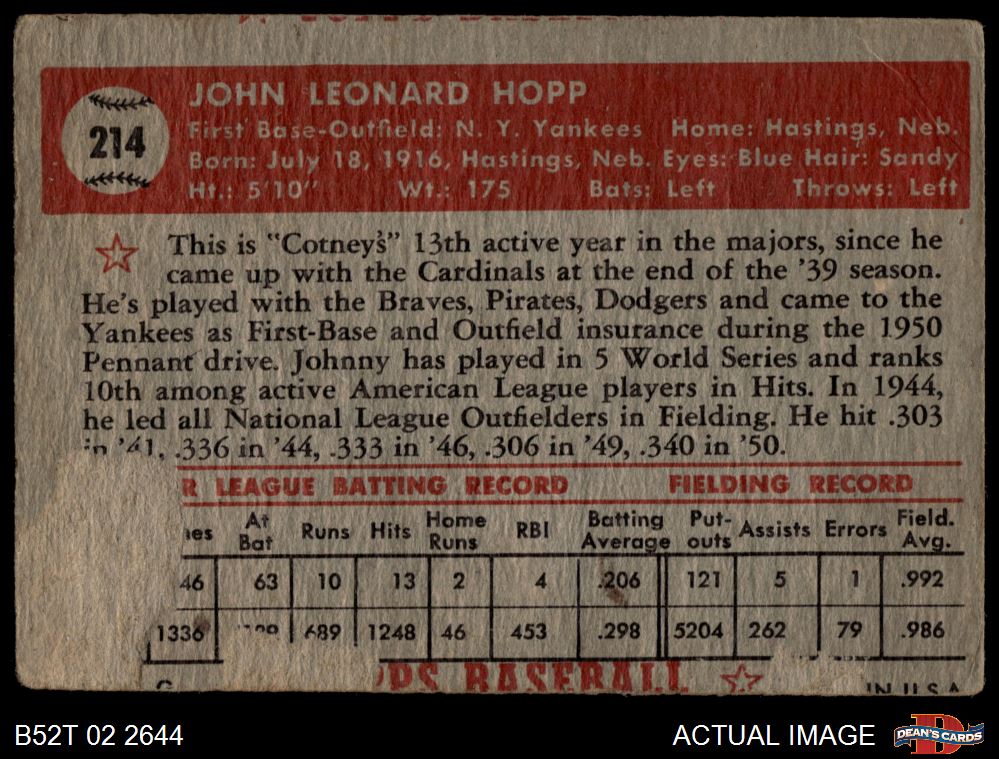 214
JOHN LEONARD HOPP
First Base-Outfield: N. Y. Yankees Home: Hastings, Neb.
Born: July 18, 1916, Hastings, Neb. Eyes: Blue Hair: Sandy
Ht.: 5'10" Wt.: 175 Bats: Left Throws: Left
This is "Cotney's" 13th active year in the majors, since he
came up with the Cardinals at the end of the '39 season.
He's played with the Braves, Pirates, Dodgers and came to the
Yankees as First-Base and Outfield insurance during the 1950
Pennant drive. Johnny has played in 5 World Series and ranks
10th among active American League players in Hits. In 1944,
he led all National League Outfielders in Fielding. He hit .303
in '41, .336 in '44, .333 in '46, .306 in '49, .340 in '50.
R LEAGUE BATTING RECORD FIELDING RECORD
At Bat Runs Hits Home Runs RBI Batting Average Put-outs Assists Errors Field. Avg.
46 63 10 13 2 4 .206 121 5 1 .992
1336 689 1248 46 453 .298 5204 262 79 .986
PS BASEBALL IN U.S.A.
B52T 02 2644 ACTUAL IMAGE DEAN'S CARDS